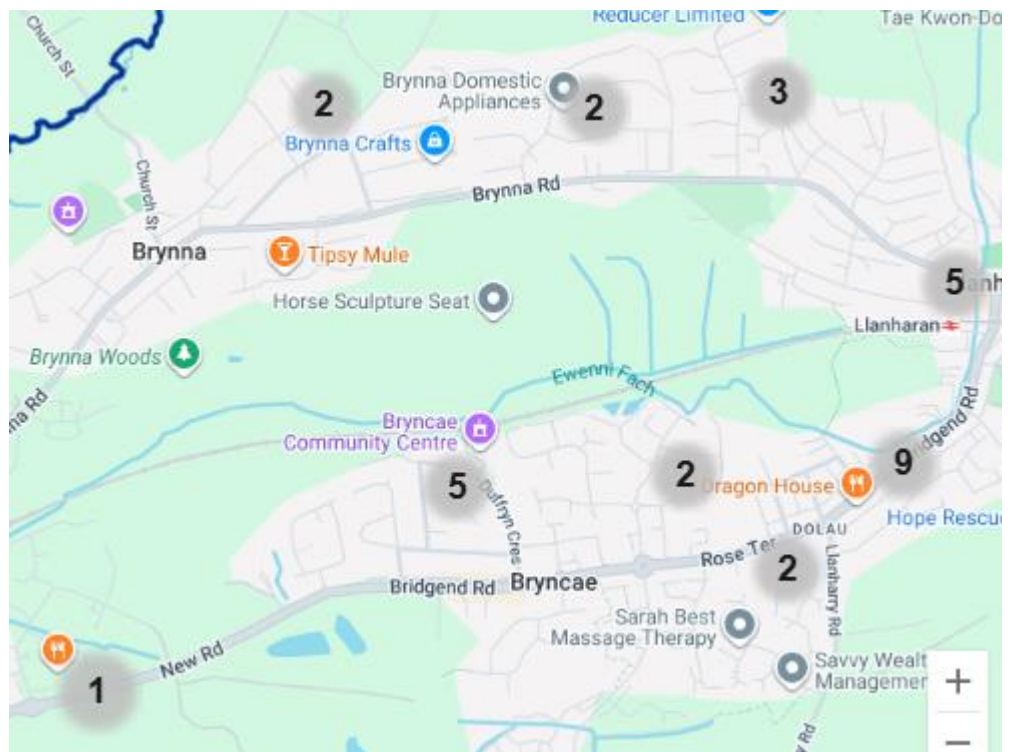 Reducer Limited
Tae Kwon-Do
Church St
2
Brynna Domestic
Appliances
2
3
Brynna Crafts
Church St
Brynna Rd
Brynna
Tipsy Mule
5
Horse Sculpture Seat
Llanharan
Brynna Woods
Ewenni Fach
Bryncae
Community Centre
5
Duffryn Cres
2
Dragon House
9
Bridgend Rd
Hope Rescu
DOLAU
Rose Ter
2
Llanharry Rd
Bridgend Rd
Bryncae
Sarah Best
Massage Therapy
New Rd
1
Savvy Wealt
Managemer
+
−